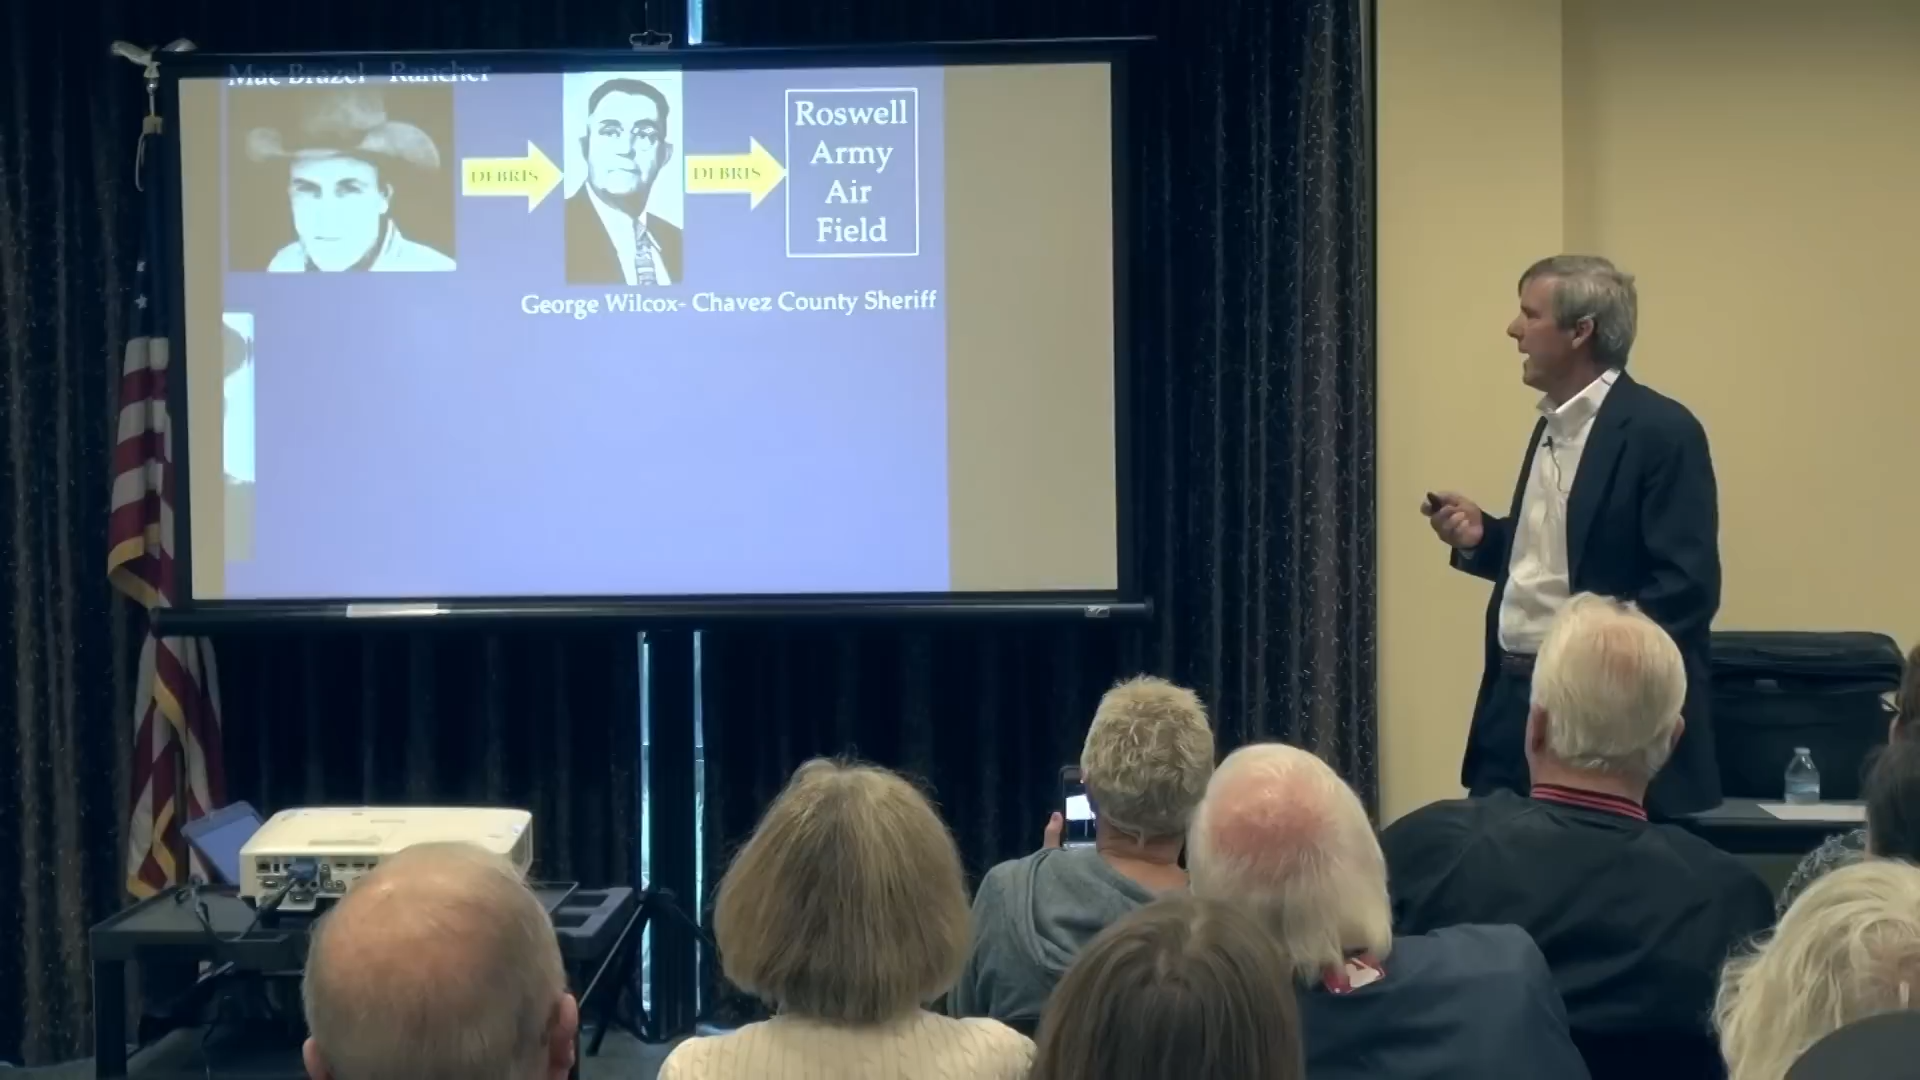 Mac Brazel - Rancher
DEBRIS
DEBRIS
Roswell
Army
Air
Field
George Wilcox- Chavez County Sheriff